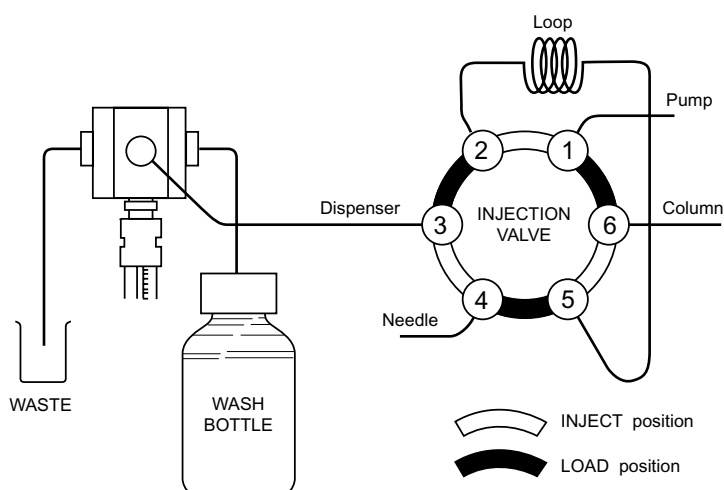 Loop
Pump
2
1
Dispenser
3
INJECTION
VALVE
6
Column
4
5
Needle
WASTE
WASH
BOTTLE
INJECT position
LOAD position